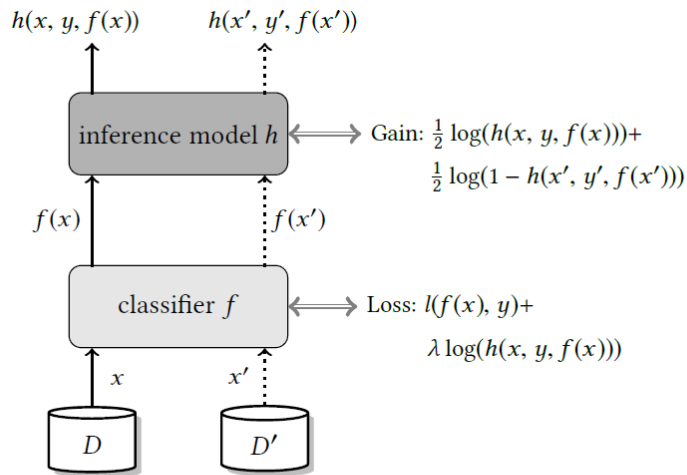 h(x, y, f(x)) h(x′, y′, f(x′))
inference model h
Gain: ½ log(h(x, y, f(x)))+
½ log(1 − h(x′, y′, f(x′)))
f(x) f(x′)
classifier f
Loss: l(f(x), y)+
λ log(h(x, y, f(x)))
x x′
D D′